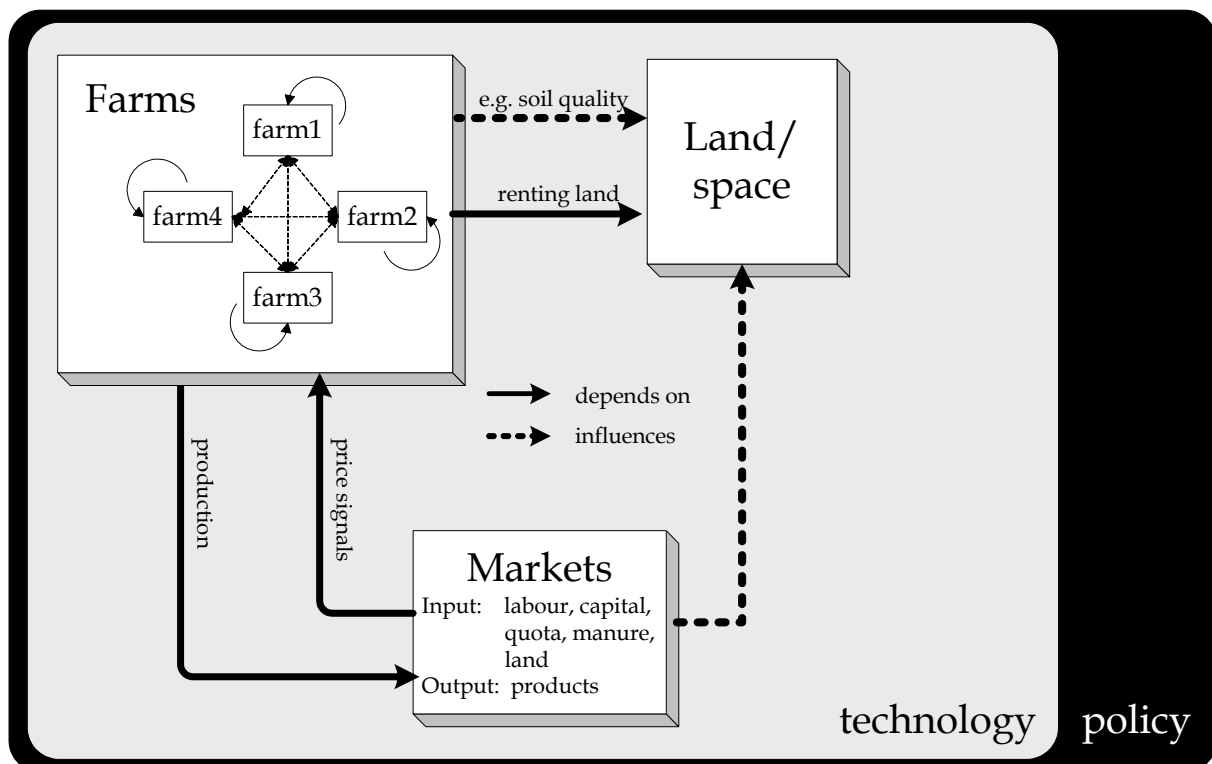 Farms
farm1
farm4
farm2
farm3
e.g. soil quality
renting land
Land/
space
depends on
influences
production
price signals
Markets
Input: labour, capital,
quota, manure,
land
Output: products
technology
policy